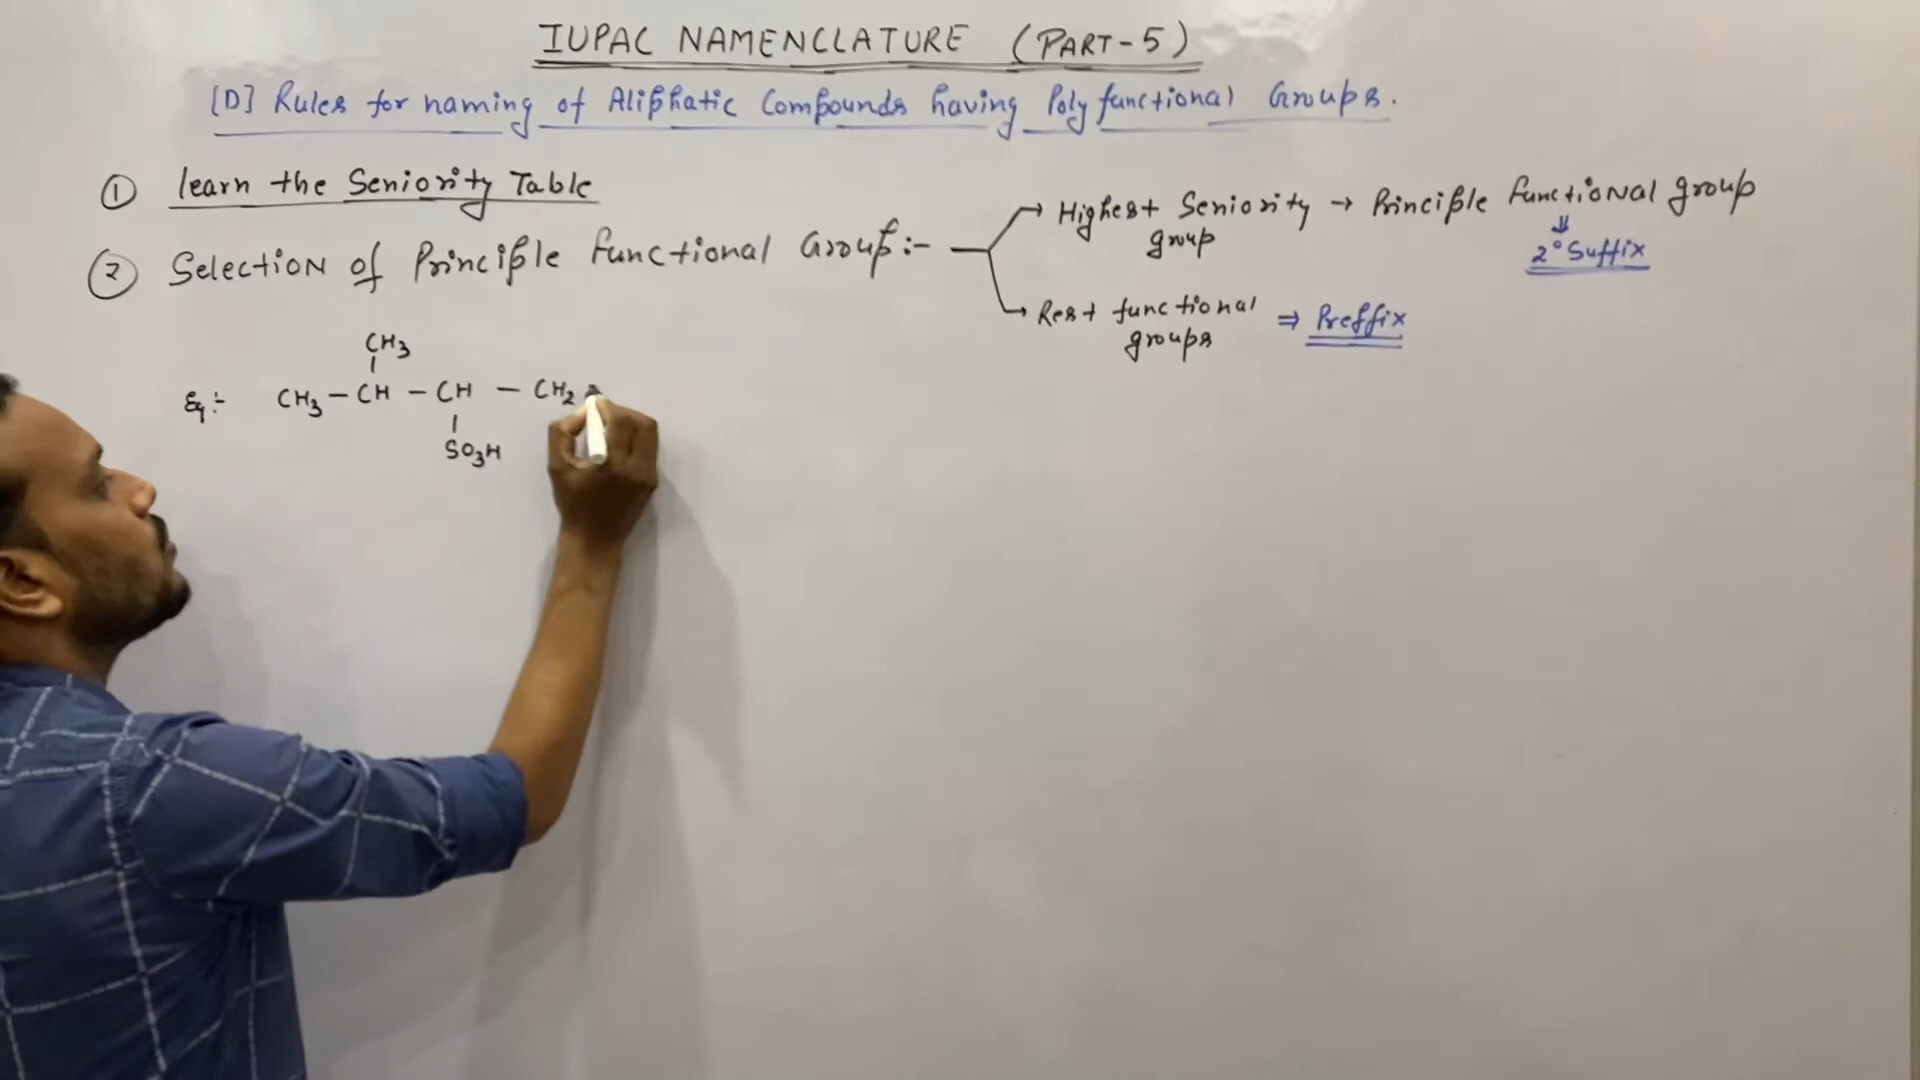 IUPAC NAMENCLATURE (PART-5)
[D] Rules for naming of Aliphatic Compounds having Poly functional Groups.
① learn the Seniority Table
② Selection of Principle functional Group:-
Highest Seniority group → Principle functional group
⇓
2° Suffix
Rest functional groups ⇒ Preffix
CH3
|
Eg:- CH3 - CH - CH - CH2
|
SO3H